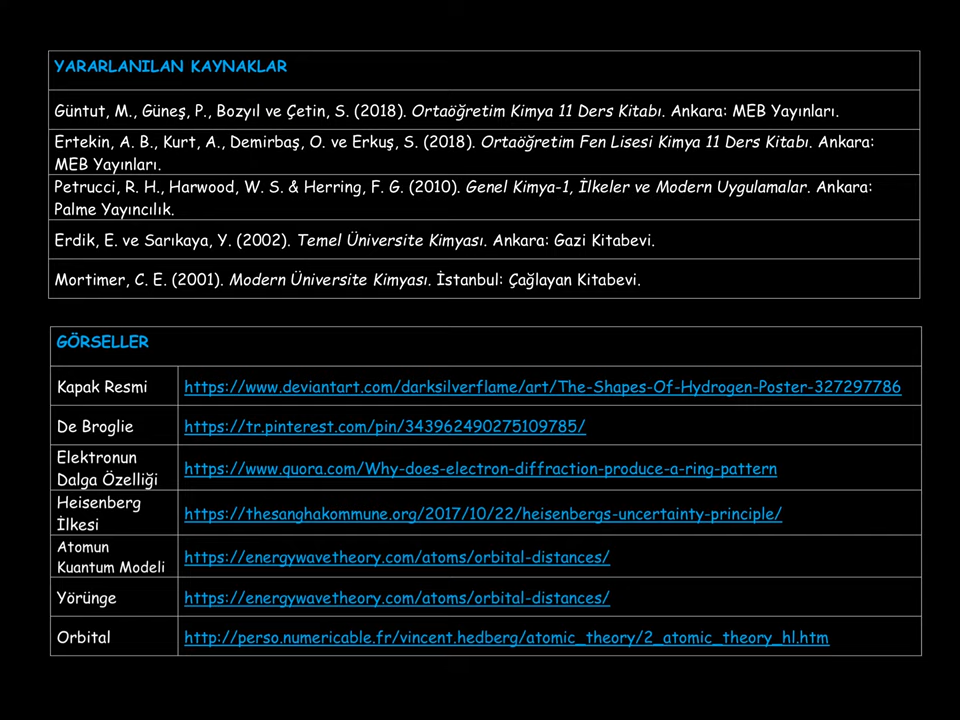 YARARLANILAN KAYNAKLAR
Güntut, M., Güneş, P., Bozyıl ve Çetin, S. (2018). Ortaöğretim Kimya 11 Ders Kitabı. Ankara: MEB Yayınları.
Ertekin, A. B., Kurt, A., Demirbaş, O. ve Erkuş, S. (2018). Ortaöğretim Fen Lisesi Kimya 11 Ders Kitabı. Ankara:
MEB Yayınları.
Petrucci, R. H., Harwood, W. S. & Herring, F. G. (2010). Genel Kimya-1, İlkeler ve Modern Uygulamalar. Ankara:
Palme Yayıncılık.
Erdik, E. ve Sarıkaya, Y. (2002). Temel Üniversite Kimyası. Ankara: Gazi Kitabevi.
Mortimer, C. E. (2001). Modern Üniversite Kimyası. İstanbul: Çağlayan Kitabevi.
GÖRSELLER
Kapak Resmi https://www.deviantart.com/darksilverflame/art/The-Shapes-Of-Hydrogen-Poster-327297786
De Broglie https://tr.pinterest.com/pin/343962490275109785/
Elektronun
Dalga Özelliği https://www.quora.com/Why-does-electron-diffraction-produce-a-ring-pattern
Heisenberg
İlkesi https://thesanghakommune.org/2017/10/22/heisenbergs-uncertainty-principle/
Atomun
Kuantum Modeli https://energywavetheory.com/atoms/orbital-distances/
Yörünge https://energywavetheory.com/atoms/orbital-distances/
Orbital http://perso.numericable.fr/vincent.hedberg/atomic_theory/2_atomic_theory_hl.htm